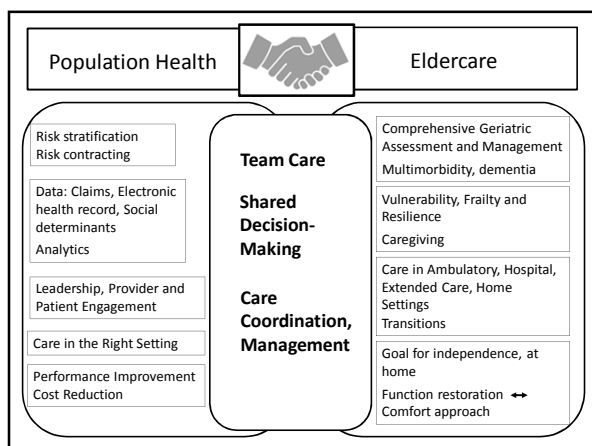 Population Health
Eldercare
Risk stratification
Risk contracting
Data: Claims, Electronic
health record, Social
determinants
Analytics
Leadership, Provider and
Patient Engagement
Care in the Right Setting
Performance Improvement
Cost Reduction
Team Care
Shared
Decision-
Making
Care
Coordination,
Management
Comprehensive Geriatric
Assessment and Management
Multimorbidity, dementia
Vulnerability, Frailty and
Resilience
Caregiving
Care in Ambulatory, Hospital,
Extended Care, Home
Settings
Transitions
Goal for independence, at
home
Function restoration ↔
Comfort approach